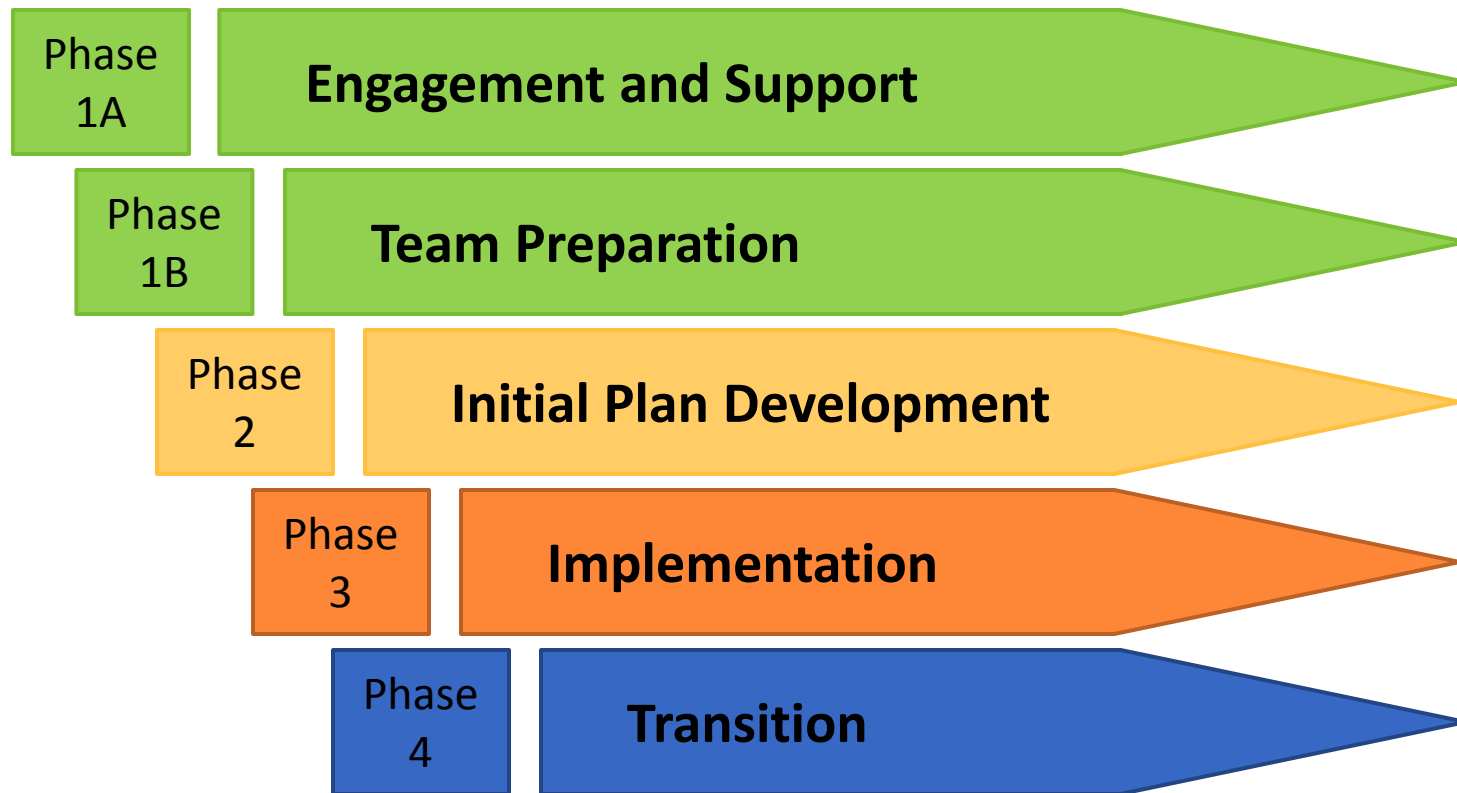 Phase
1A
Engagement and Support
Phase
1B
Team Preparation
Phase
2
Initial Plan Development
Phase
3
Implementation
Phase
4
Transition